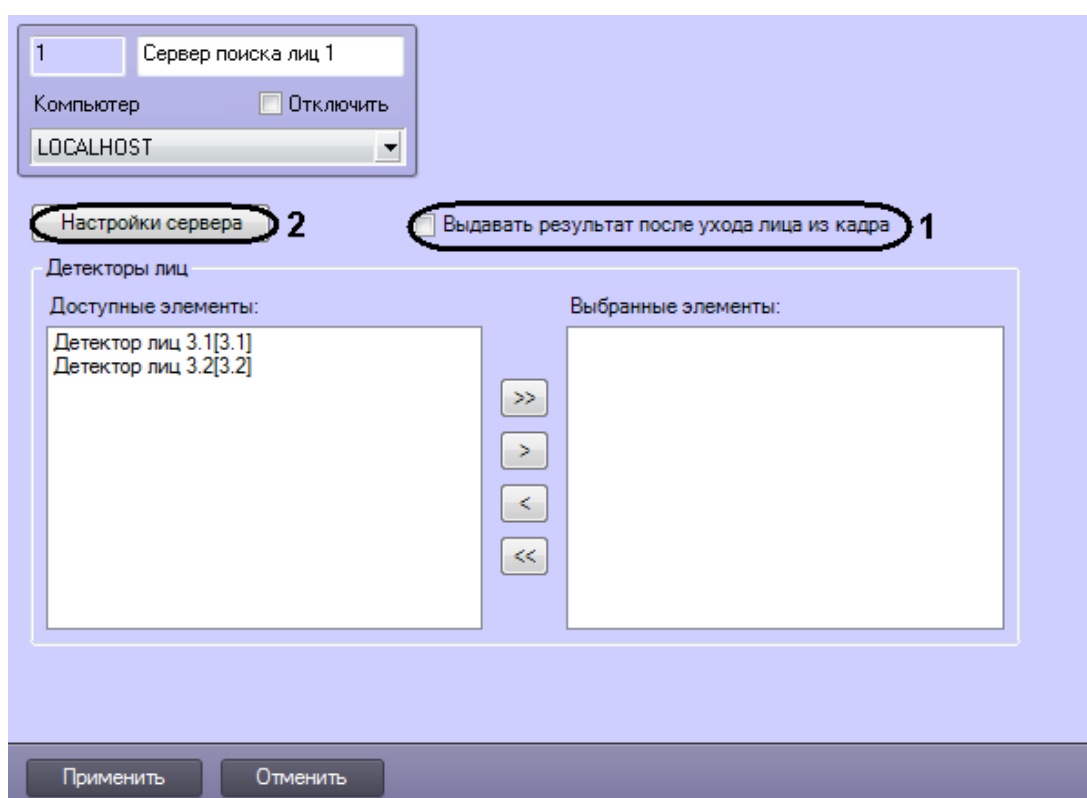 1 Сервер поиска лиц 1
Компьютер Отключить
LOCALHOST
Настройки сервера 2 Выдавать результат после ухода лица из кадра 1
Детекторы лиц
Доступные элементы: Выбранные элементы:
Детектор лиц 3.1[3.1]
Детектор лиц 3.2[3.2]
>>
>
<
<<
Применить Отменить